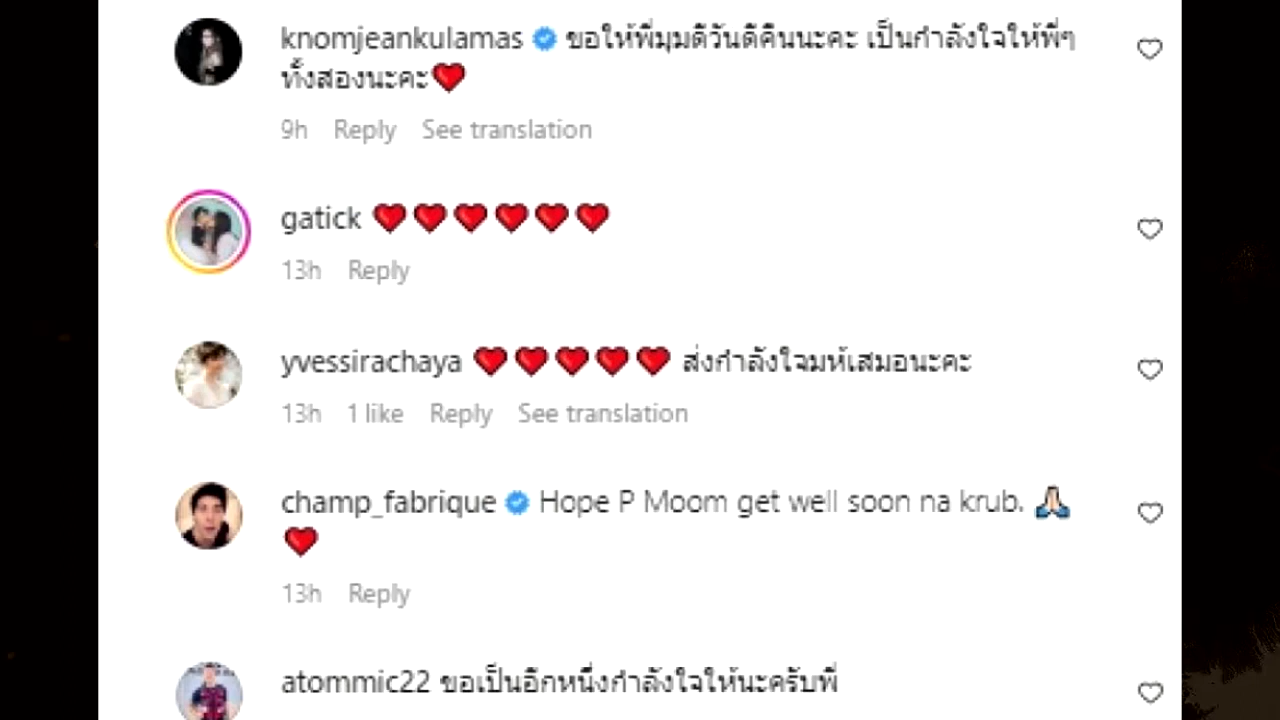 knomjeankulamas ขอให้พี่มุมดีวันดีคืนนะคะ เป็นกำลังใจให้พี่ๆ
ทั้งสองนะคะ❤️
9h Reply See translation
gatick ❤️❤️❤️❤️❤️❤️
13h Reply
yvessirachaya ❤️❤️❤️❤️❤️ ส่งกำลังใจมห้เสมอนะคะ
13h 1 like Reply See translation
champ_fabrique Hope P Moom get well soon na krub. 🙏🏻
❤️
13h Reply
atommic22 ขอเป็นอีกหนึ่งกำลังใจให้นะครับพี่